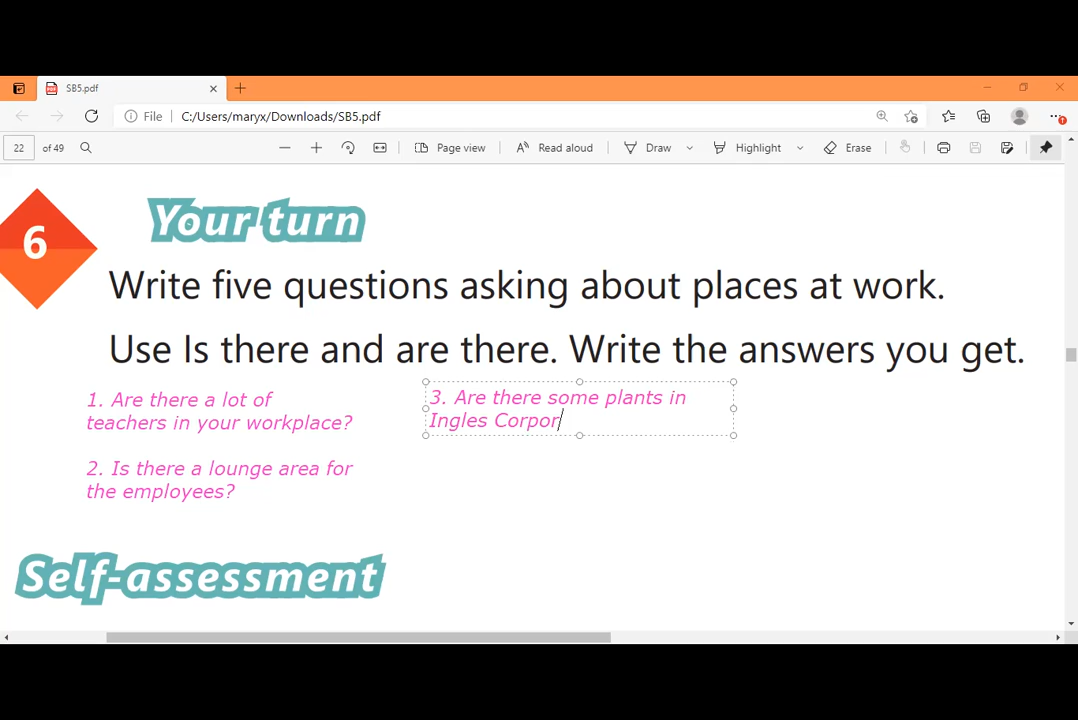 SB5.pdf
File C:/Users/maryx/Downloads/SB5.pdf
22 of 49 Page view Read aloud Draw Highlight Erase
6
Your turn
Write five questions asking about places at work.
Use Is there and are there. Write the answers you get.
1. Are there a lot of
teachers in your workplace?
2. Is there a lounge area for
the employees?
3. Are there some plants in
Ingles Corpor
Self-assessment